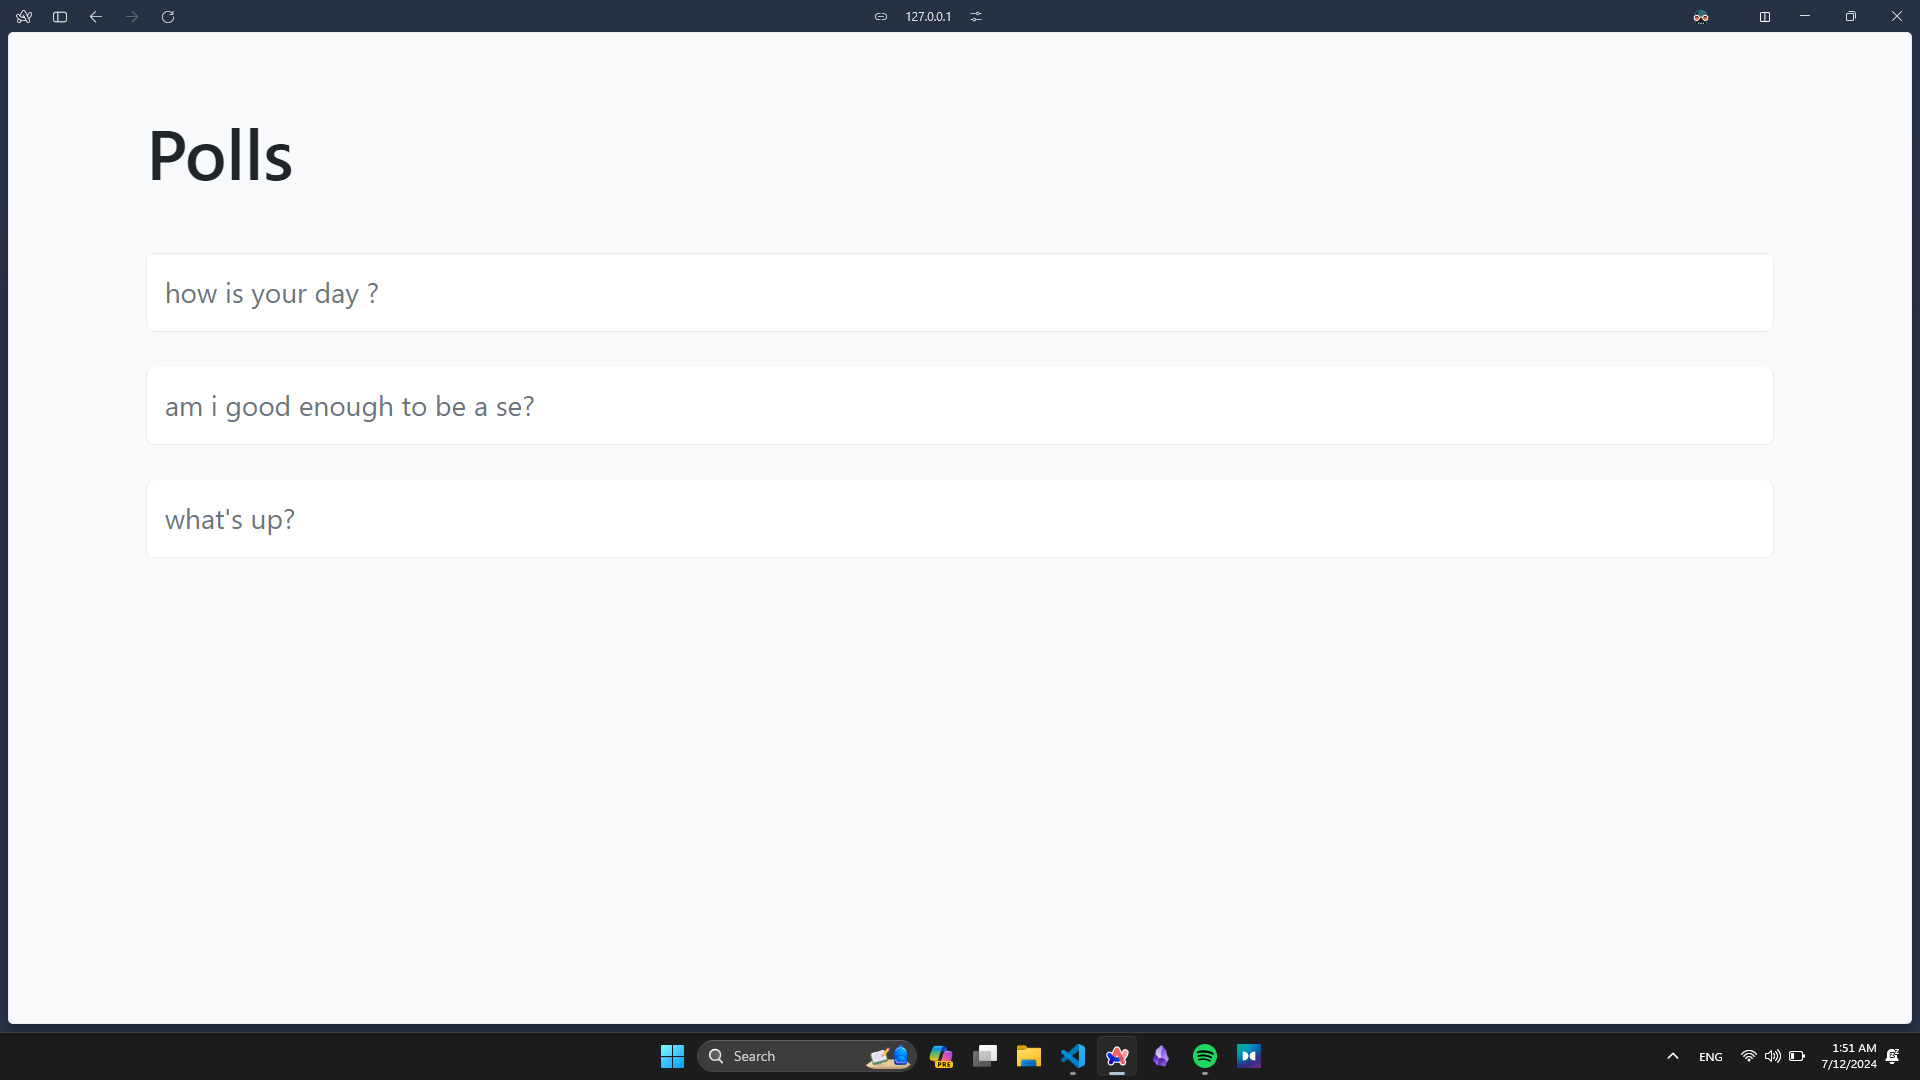 127.0.0.1
Polls
how is your day ?
am i good enough to be a se?
what's up?
Search
PRE
ENG
1:51 AM
7/12/2024